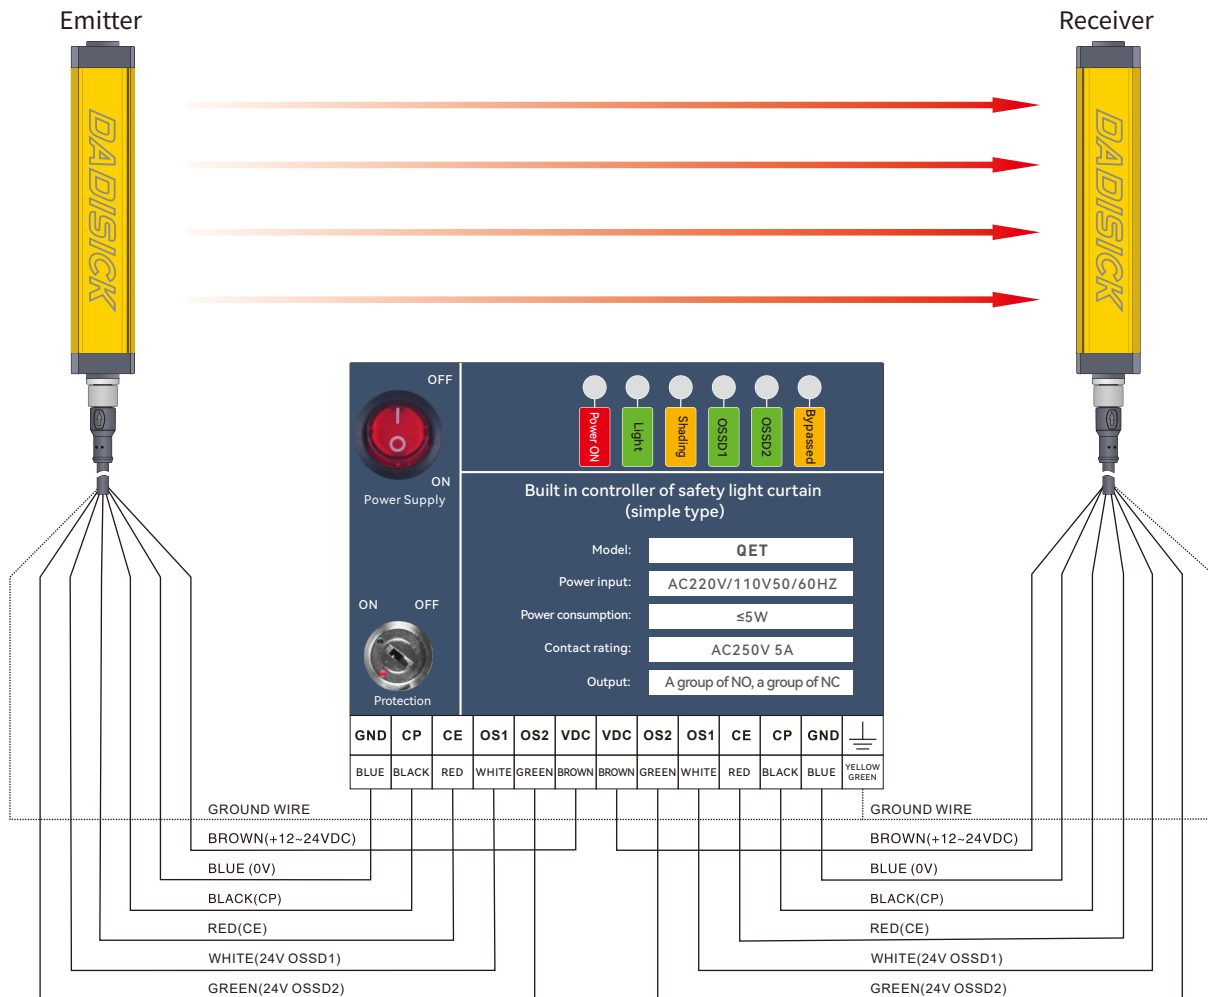 Emitter
Receiver
DADISICK
DADISICK
OFF
ON
Power Supply
Power ON
Light
Shading
OSSD1
OSSD2
Bypassed
Built in controller of safety light curtain
(simple type)
Model: QET
Power input: AC220V/110V50/60HZ
Power consumption: ≤5W
Contact rating: AC250V 5A
Output: A group of NO, a group of NC
ON OFF
Protection
GND CP CE OS1 OS2 VDC VDC OS2 OS1 CE CP GND
BLUE BLACK RED WHITE GREEN BROWN BROWN GREEN WHITE RED BLACK BLUE YELLOW
GREEN
GROUND WIRE
BROWN(+12~24VDC)
BLUE (0V)
BLACK(CP)
RED(CE)
WHITE(24V OSSD1)
GREEN(24V OSSD2)
GROUND WIRE
BROWN(+12~24VDC)
BLUE (0V)
BLACK(CP)
RED(CE)
WHITE(24V OSSD1)
GREEN(24V OSSD2)